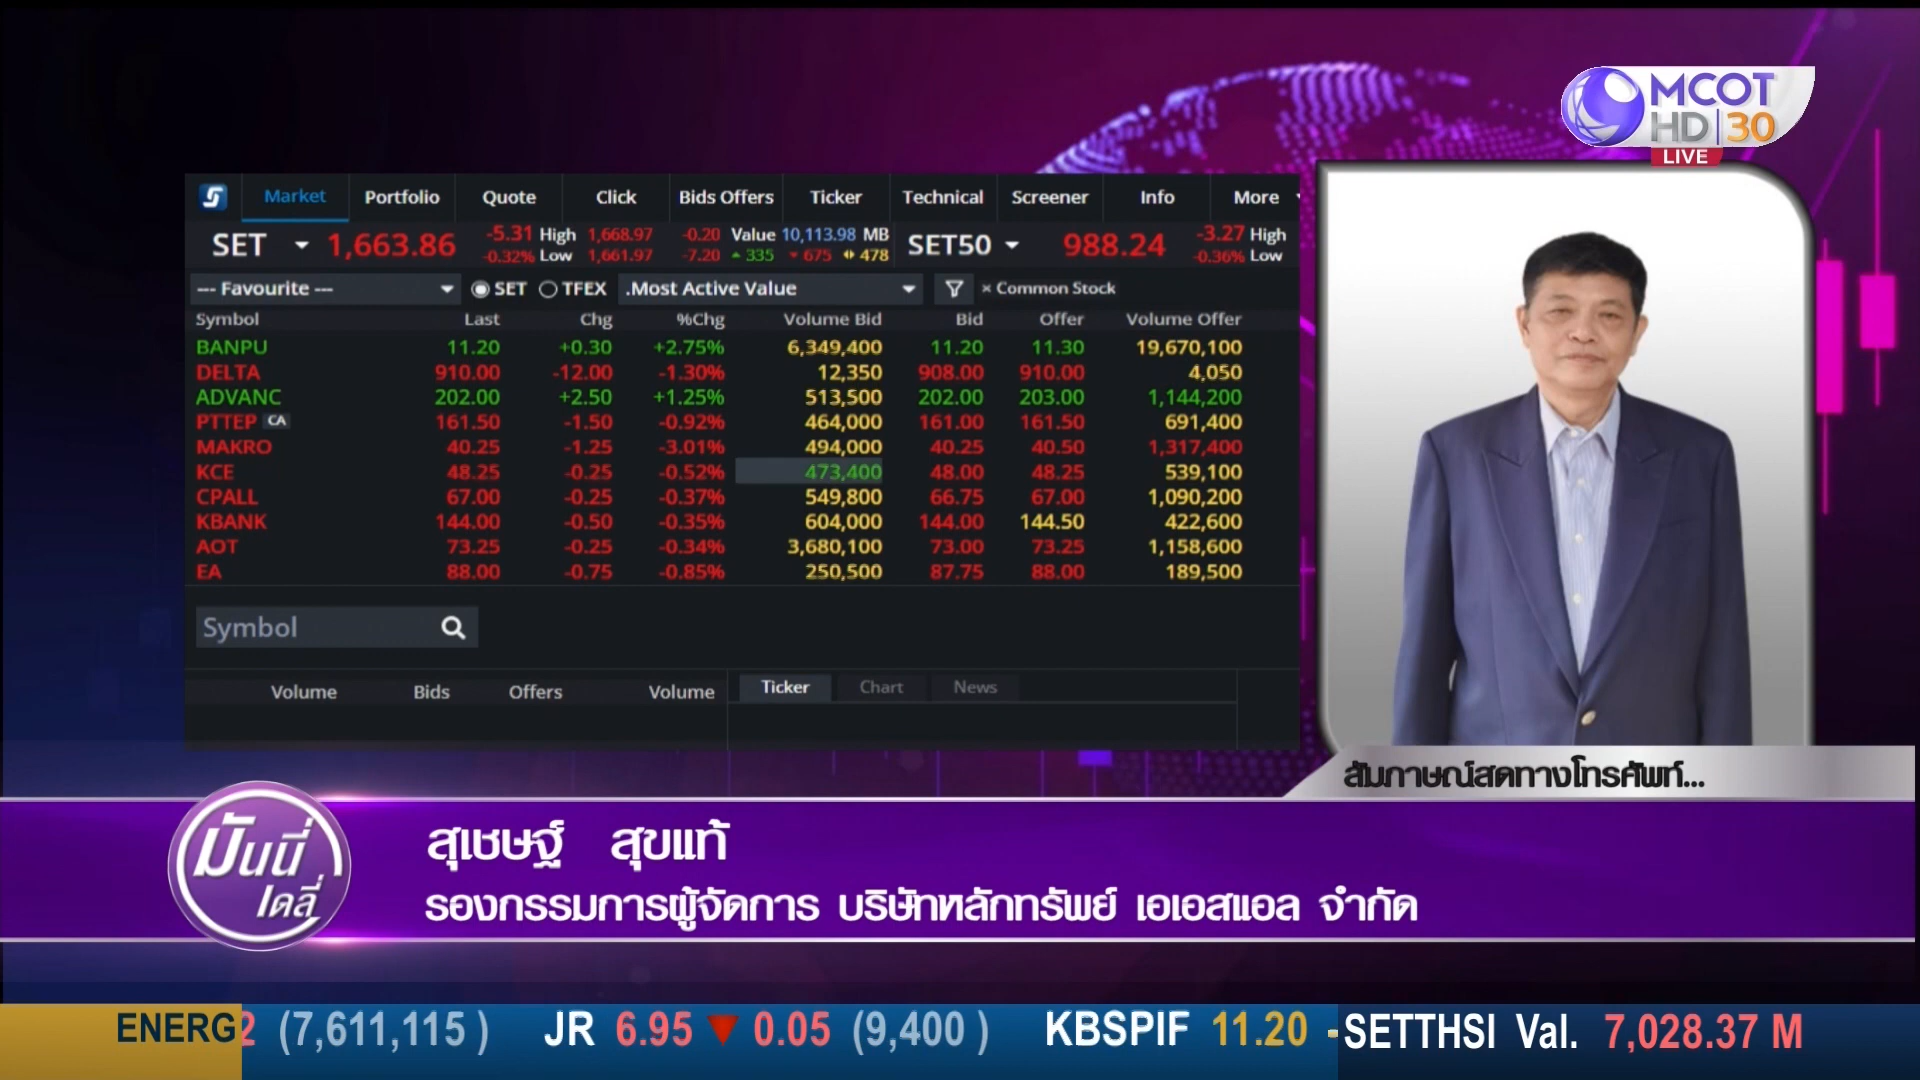 MCOT
HD 30
LIVE
Market Portfolio Quote Click Bids Offers Ticker Technical Screener Info More
SET 1,663.86 -5.31 High 1,668.97 -0.20 Value 10,113.98 MB SET50 988.24 -3.27 High
-0.32% Low 1,661.97 -7.20 335 675 478 -0.36% Low
--- Favourite --- SET TFEX .Most Active Value × Common Stock
Symbol Last Chg %Chg Volume Bid Bid Offer Volume Offer
BANPU 11.20 +0.30 +2.75% 6,349,400 11.20 11.30 19,670,100
DELTA 910.00 -12.00 -1.30% 12,350 908.00 910.00 4,050
ADVANC 202.00 +2.50 +1.25% 513,500 202.00 203.00 1,144,200
PTTEP CA 161.50 -1.50 -0.92% 464,000 161.00 161.50 691,400
MAKRO 40.25 -1.25 -3.01% 494,000 40.25 40.50 1,317,400
KCE 48.25 -0.25 -0.52% 473,400 48.00 48.25 539,100
CPALL 67.00 -0.25 -0.37% 549,800 66.75 67.00 1,090,200
KBANK 144.00 -0.50 -0.35% 604,000 144.00 144.50 422,600
AOT 73.25 -0.25 -0.34% 3,680,100 73.00 73.25 1,158,600
EA 88.00 -0.75 -0.85% 250,500 87.75 88.00 189,500
Symbol
Volume Bids Offers Volume Ticker Chart News
สัมภาษณ์สดทางโทรศัพท์...
มันนี่
เดลี่
สุเชษฐ์ สุขแท้
รองกรรมการผู้จัดการ บริษัทหลักทรัพย์ เอเอสแอล จำกัด
ENERG 2 (7,611,115 ) JR 6.95 ▼ 0.05 (9,400 ) KBSPIF 11.20 - SETTHSI Val. 7,028.37 M